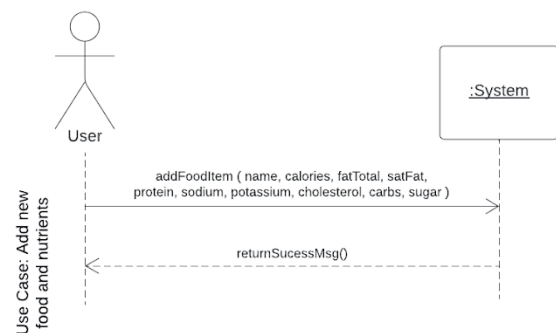 :System
User
addFoodItem ( name, calories, fatTotal, satFat,
protein, sodium, potassium, cholesterol, carbs, sugar )
returnSucessMsg()
Use Case: Add new
food and nutrients